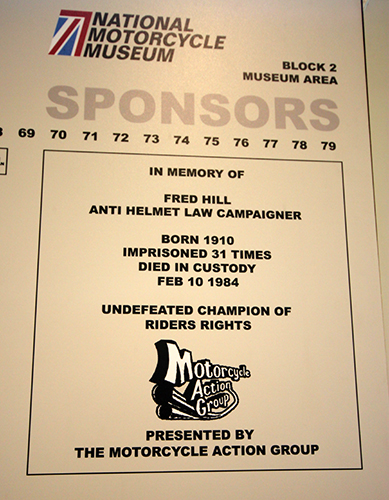 NATIONAL
MOTORCYCLE
MUSEUM
BLOCK 2
MUSEUM AREA
SPONSORS
69 70 71 72 73 74 75 76 77 78 79
IN MEMORY OF
FRED HILL
ANTI HELMET LAW CAMPAIGNER
BORN 1910
IMPRISONED 31 TIMES
DIED IN CUSTODY
FEB 10 1984
UNDEFEATED CHAMPION OF
RIDERS RIGHTS
Motorcycle
Action
Group
PRESENTED BY
THE MOTORCYCLE ACTION GROUP